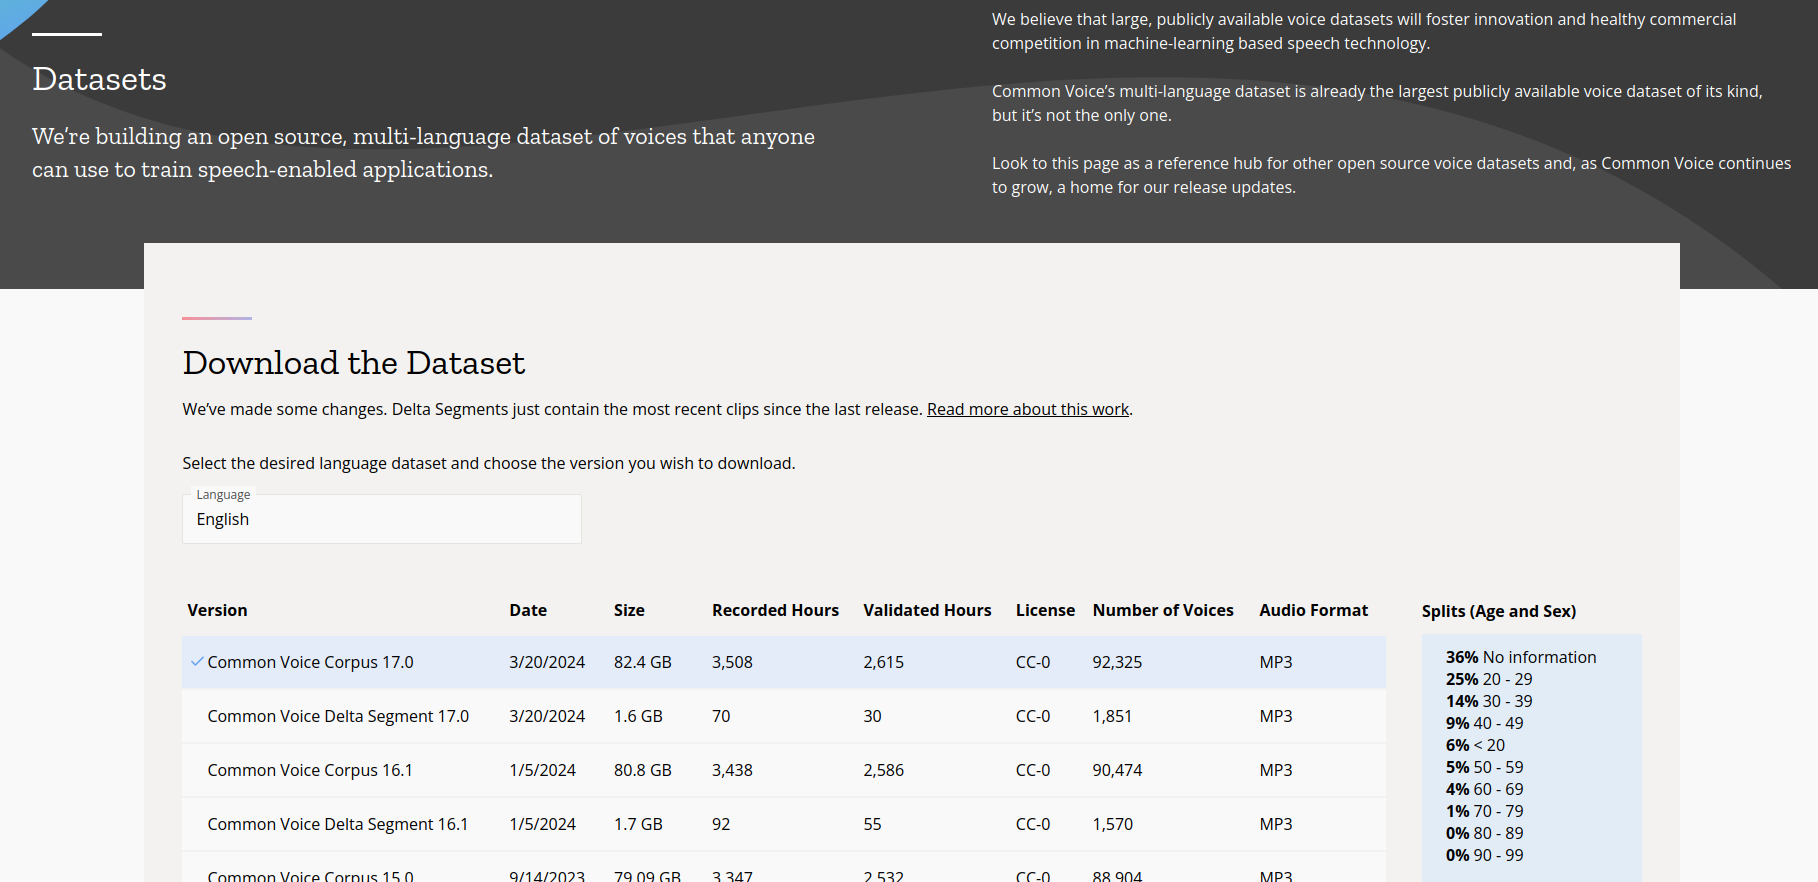 Datasets
We're building an open source, multi-language dataset of voices that anyone
can use to train speech-enabled applications.
We believe that large, publicly available voice datasets will foster innovation and healthy commercial
competition in machine-learning based speech technology.
Common Voice’s multi-language dataset is already the largest publicly available voice dataset of its kind,
but it’s not the only one.
Look to this page as a reference hub for other open source voice datasets and, as Common Voice continues
to grow, a home for our release updates.
Download the Dataset
We’ve made some changes. Delta Segments just contain the most recent clips since the last release. Read more about this work.
Select the desired language dataset and choose the version you wish to download.
Language
English
Version Date Size Recorded Hours Validated Hours License Number of Voices Audio Format
Common Voice Corpus 17.0 3/20/2024 82.4 GB 3,508 2,615 CC-0 92,325 MP3
Common Voice Delta Segment 17.0 3/20/2024 1.6 GB 70 30 CC-0 1,851 MP3
Common Voice Corpus 16.1 1/5/2024 80.8 GB 3,438 2,586 CC-0 90,474 MP3
Common Voice Delta Segment 16.1 1/5/2024 1.7 GB 92 55 CC-0 1,570 MP3
Common Voice Corpus 15.0 9/14/2023 79.09 GB 3,347 2,532 CC-0 88,904 MP3
Splits (Age and Sex)
36% No information
25% 20 - 29
14% 30 - 39
9% 40 - 49
6% < 20
5% 50 - 59
4% 60 - 69
1% 70 - 79
0% 80 - 89
0% 90 - 99